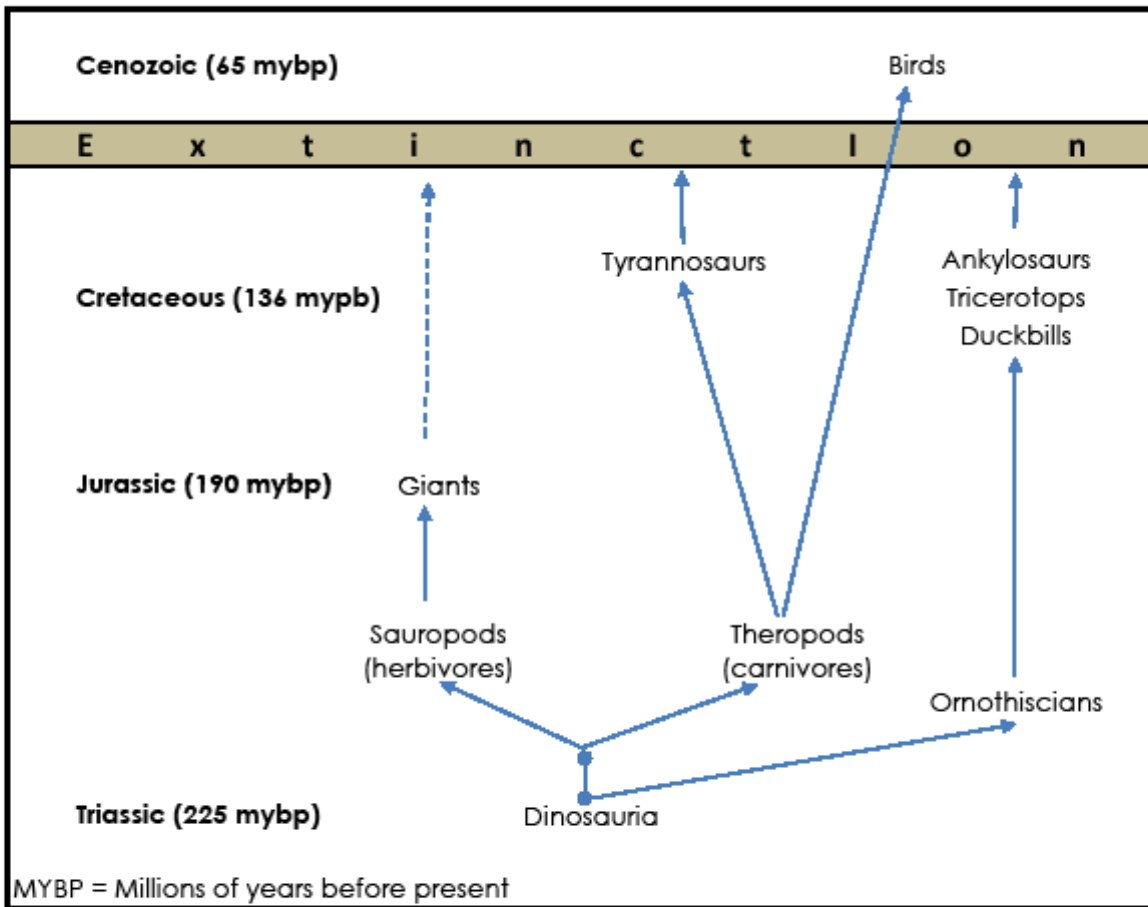 Cenozoic (65 mybp) Birds
E x t i n c t I o n
Tyrannosaurs Ankylosaurs
Cretaceous (136 mypb) Tricerotops
Duckbills
Jurassic (190 mybp) Giants
Sauropods Theropods
(herbivores) (carnivores)
Ornothiscians
Triassic (225 mybp) Dinosauria
MYBP = Millions of years before present